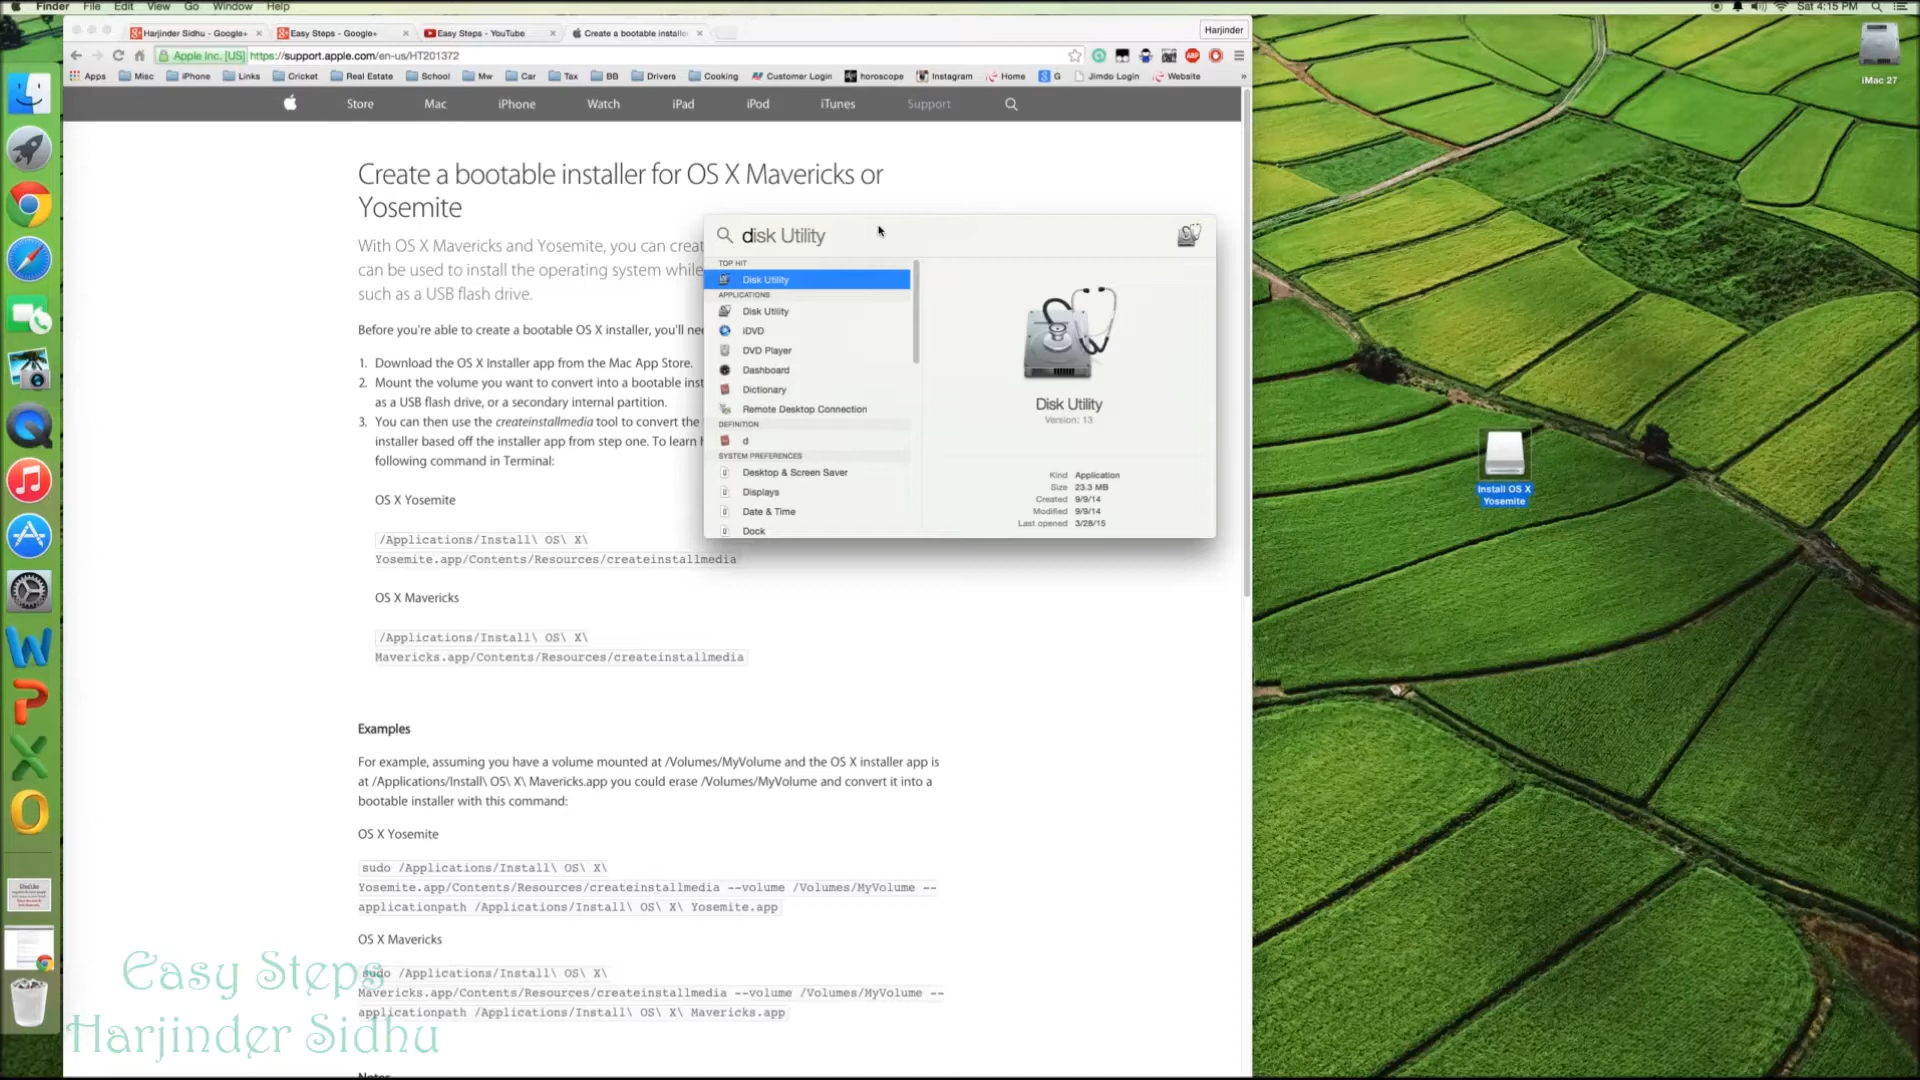 Finder File Edit View Go Window Help
Sat 4:15 PM
Harjinder Sidhu - Google+
Easy Steps - Google+
Easy Steps - YouTube
Create a bootable installe
Harjinder
Apple Inc. [US] https://support.apple.com/en-us/HT201372
Apps Misc iPhone Links Cricket Real Estate School Mw Car Tax BB Drivers Cooking Customer Login horoscope Instagram Home G Jimdo Login Website »
Store Mac iPhone Watch iPad iPod iTunes Support
Create a bootable installer for OS X Mavericks or
Yosemite
With OS X Mavericks and Yosemite, you can creat
can be used to install the operating system while
such as a USB flash drive.
Before you're able to create a bootable OS X installer, you'll nee
1. Download the OS X Installer app from the Mac App Store.
2. Mount the volume you want to convert into a bootable inst
as a USB flash drive, or a secondary internal partition.
3. You can then use the createinstallmedia tool to convert the
installer based off the installer app from step one. To learn h
following command in Terminal:
OS X Yosemite
/Applications/Install\ OS\ X\
Yosemite.app/Contents/Resources/createinstallmedia
OS X Mavericks
/Applications/Install\ OS\ X\
Mavericks.app/Contents/Resources/createinstallmedia
Examples
For example, assuming you have a volume mounted at /Volumes/MyVolume and the OS X installer app is
at /Applications/Install\ OS\ X\ Mavericks.app you could erase /Volumes/MyVolume and convert it into a
bootable installer with this command:
OS X Yosemite
sudo /Applications/Install\ OS\ X\
Yosemite.app/Contents/Resources/createinstallmedia --volume /Volumes/MyVolume --
applicationpath /Applications/Install\ OS\ X\ Yosemite.app
OS X Mavericks
sudo /Applications/Install\ OS\ X\
Mavericks.app/Contents/Resources/createinstallmedia --volume /Volumes/MyVolume --
applicationpath /Applications/Install\ OS\ X\ Mavericks.app
Notes
disk Utility
TOP HIT
Disk Utility
APPLICATIONS
Disk Utility
iDVD
DVD Player
Dashboard
Dictionary
Remote Desktop Connection
DEFINITION
d
SYSTEM PREFERENCES
Desktop & Screen Saver
Displays
Date & Time
Dock
Disk Utility
Version: 13
Kind Application
Size 23.3 MB
Created 9/9/14
Modified 9/9/14
Last opened 3/28/15
iMac 27
Install OS X
Yosemite
Easy Steps
Harjinder Sidhu